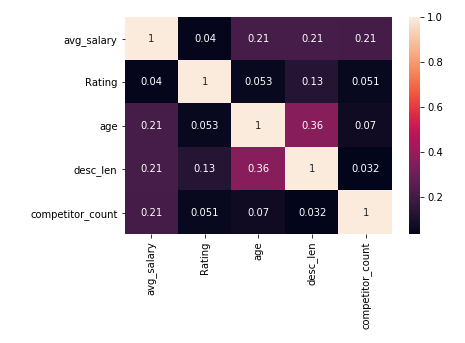 avg_salary 1 0.04 0.21 0.21 0.21
Rating 0.04 1 0.053 0.13 0.051
age 0.21 0.053 1 0.36 0.07
desc_len 0.21 0.13 0.36 1 0.032
competitor_count 0.21 0.051 0.07 0.032 1
avg_salary
Rating
age
desc_len
competitor_count
1.0
0.8
0.6
0.4
0.2